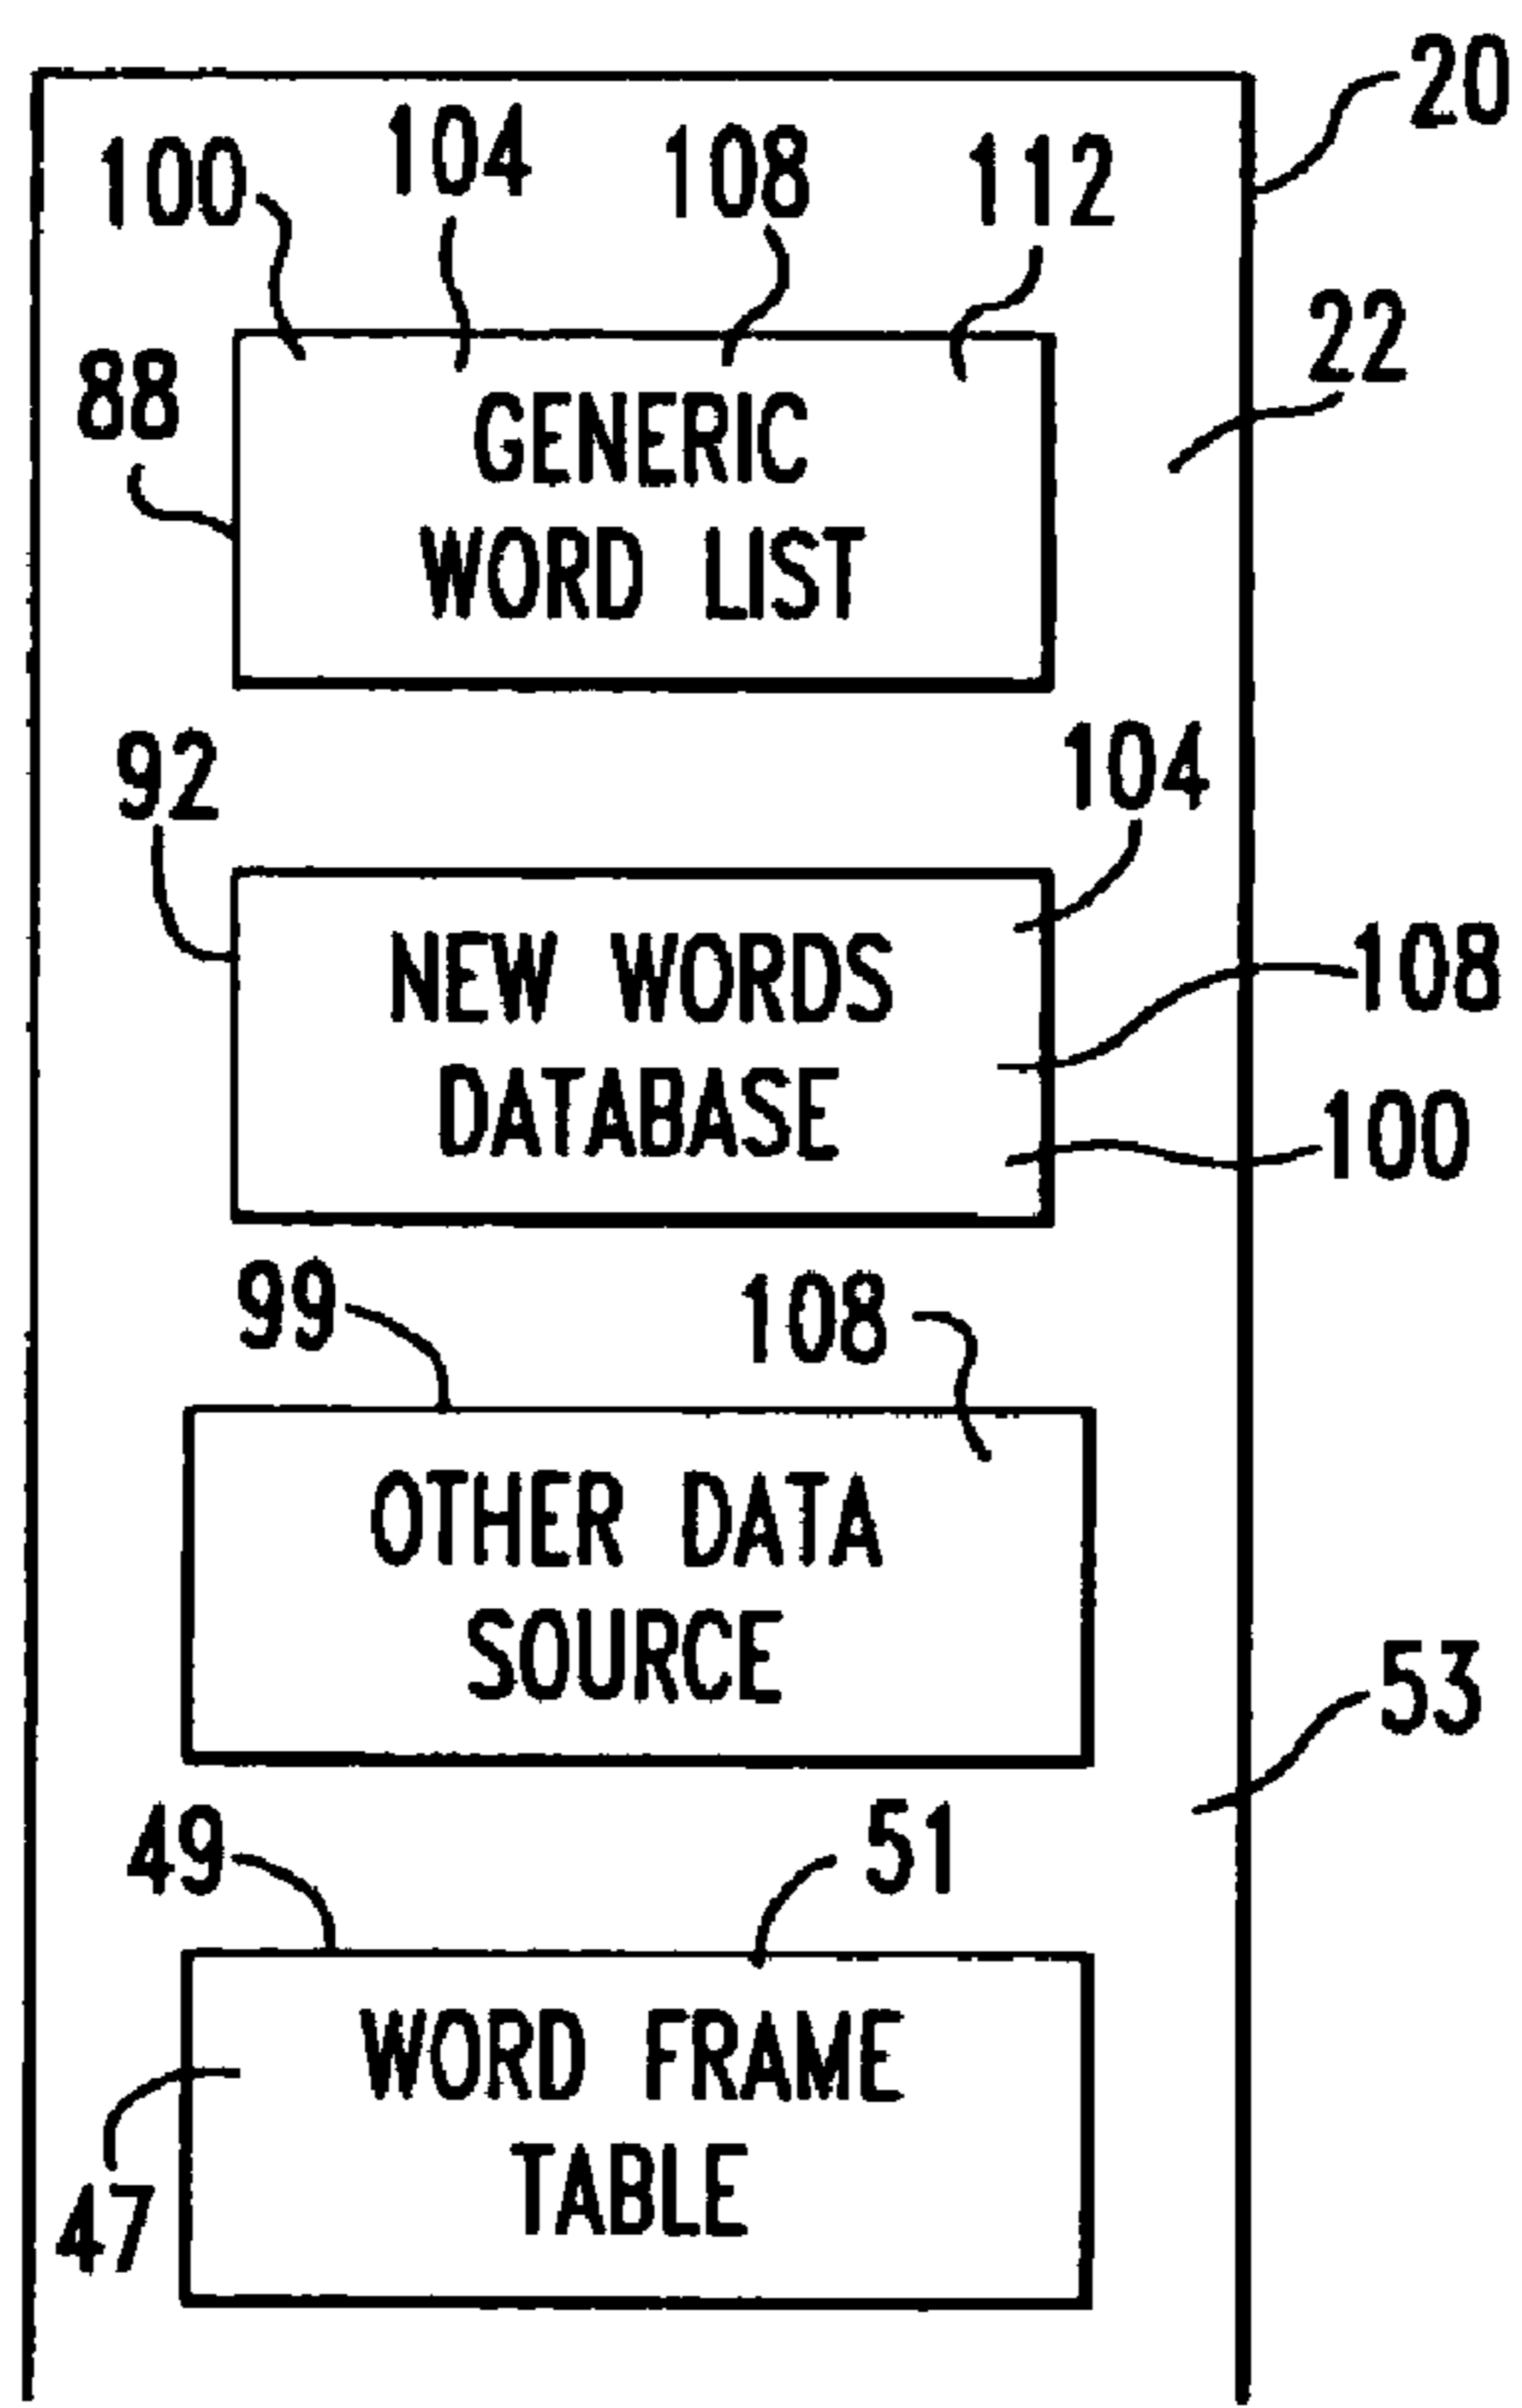 20
100 104 108 112
22
88
GENERIC
WORD LIST
92
104
NEW WORDS
108
DATABASE
100
99 108
OTHER DATA
SOURCE
53
49 51
WORD FRAME
TABLE
47